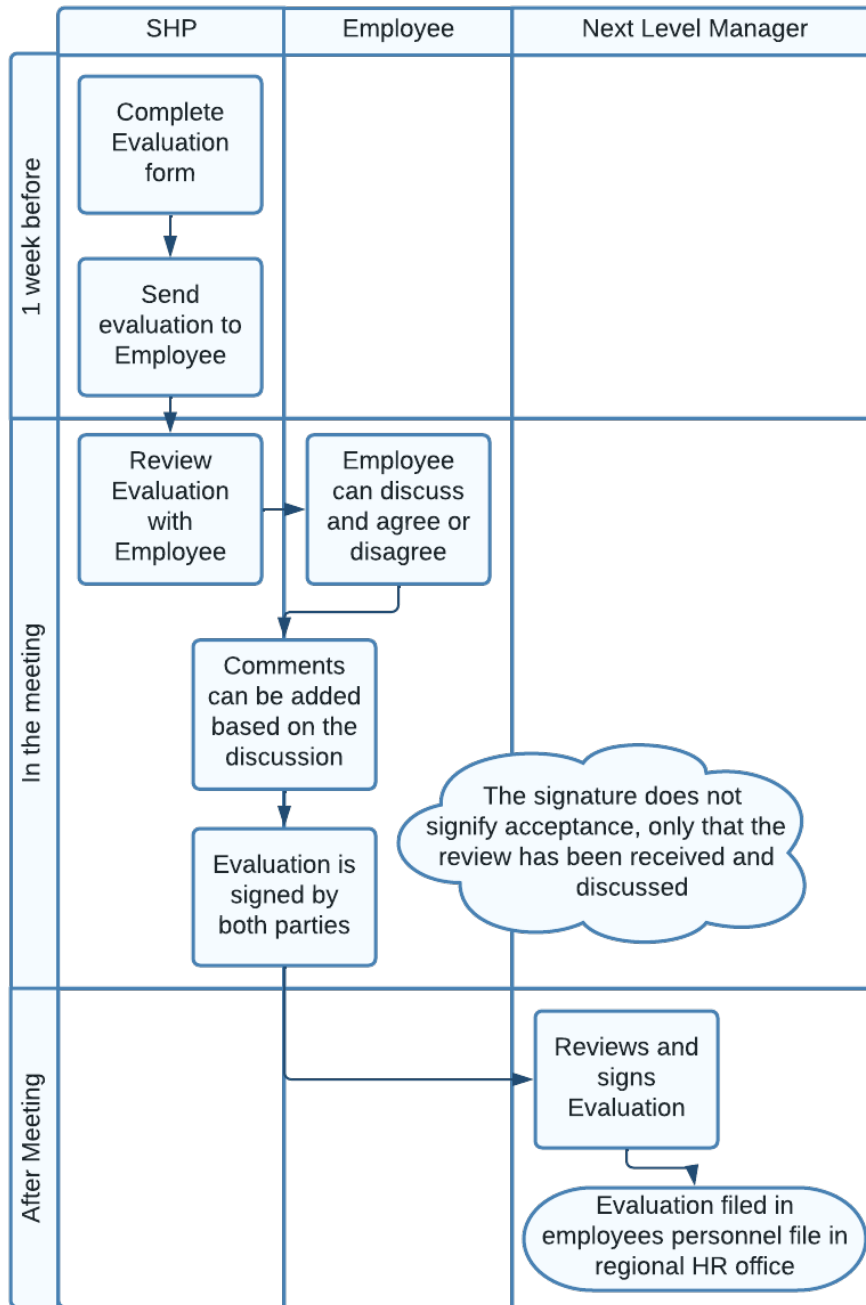 SHP
Employee
Next Level Manager
1 week before
Complete
Evaluation
form
Send
evaluation to
Employee
In the meeting
Review
Evaluation
with
Employee
Employee
can discuss
and agree or
disagree
Comments
can be added
based on the
discussion
The signature does not
signify acceptance, only that the
review has been received and
discussed
Evaluation is
signed by
both parties
After Meeting
Reviews and
signs
Evaluation
Evaluation filed in
employees personnel file in
regional HR office